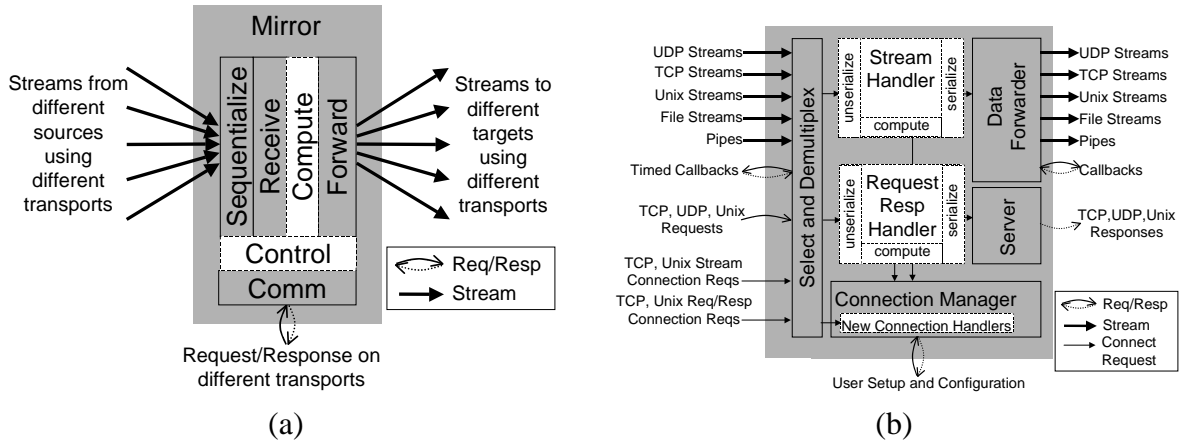 Mirror
Streams from
different
sources
using
different
transports
Sequentialize
Receive
Compute
Forward
Streams to
different
targets
using
different
transports
Control
Comm
Req/Resp
Stream
Request/Response on
different transports
(a)
UDP Streams
TCP Streams
Unix Streams
File Streams
Pipes
Timed Callbacks
TCP, UDP, Unix
Requests
TCP, Unix Stream
Connection Reqs
TCP, Unix Req/Resp
Connection Reqs
Select and Demultiplex
unserialize
Stream
Handler
serialize
compute
Data
Forwarder
UDP Streams
TCP Streams
Unix Streams
File Streams
Pipes
Callbacks
unserialize
Request
Resp
Handler
serialize
compute
Server
TCP,UDP,Unix
Responses
Connection Manager
New Connection Handlers
Req/Resp
Stream
Connect
Request
User Setup and Configuration
(b)